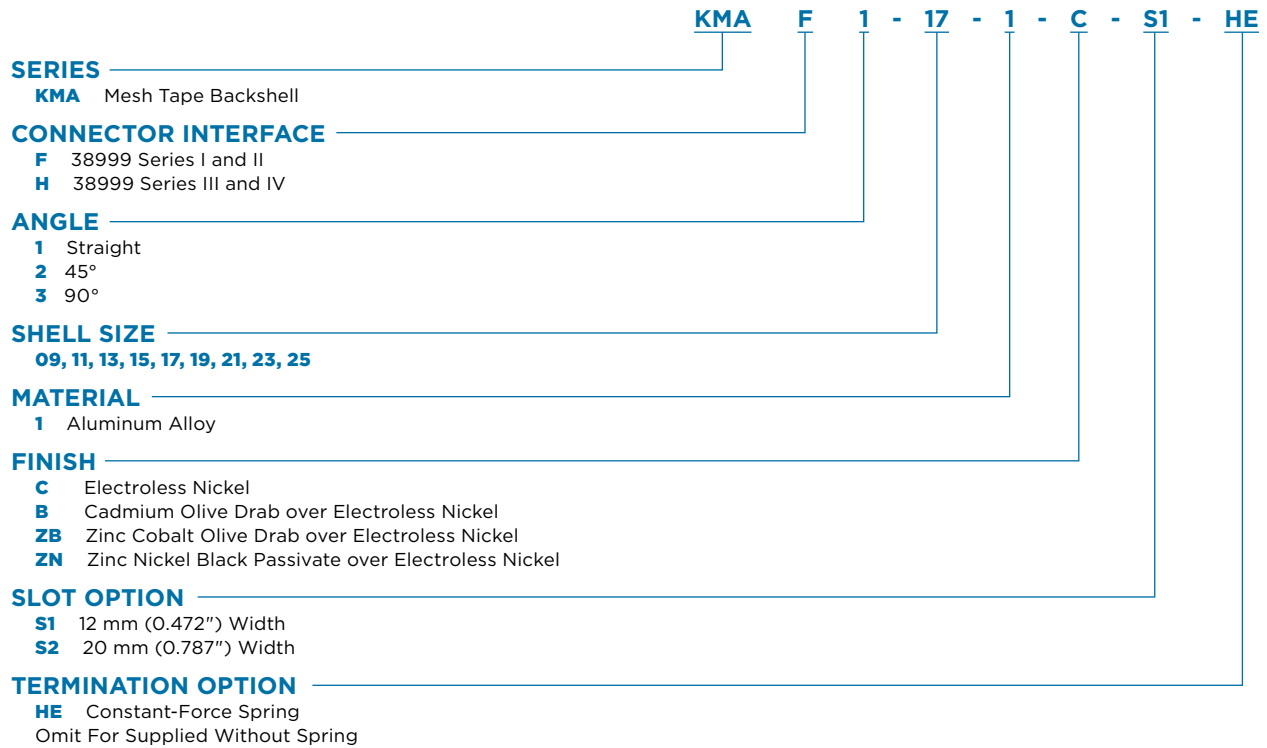 KMA F 1 - 17 - 1 - C - S1 - HE
SERIES
KMA Mesh Tape Backshell
CONNECTOR INTERFACE
F 38999 Series I and II
H 38999 Series III and IV
ANGLE
1 Straight
2 45°
3 90°
SHELL SIZE
09, 11, 13, 15, 17, 19, 21, 23, 25
MATERIAL
1 Aluminum Alloy
FINISH
C Electroless Nickel
B Cadmium Olive Drab over Electroless Nickel
ZB Zinc Cobalt Olive Drab over Electroless Nickel
ZN Zinc Nickel Black Passivate over Electroless Nickel
SLOT OPTION
S1 12 mm (0.472") Width
S2 20 mm (0.787") Width
TERMINATION OPTION
HE Constant-Force Spring
Omit For Supplied Without Spring